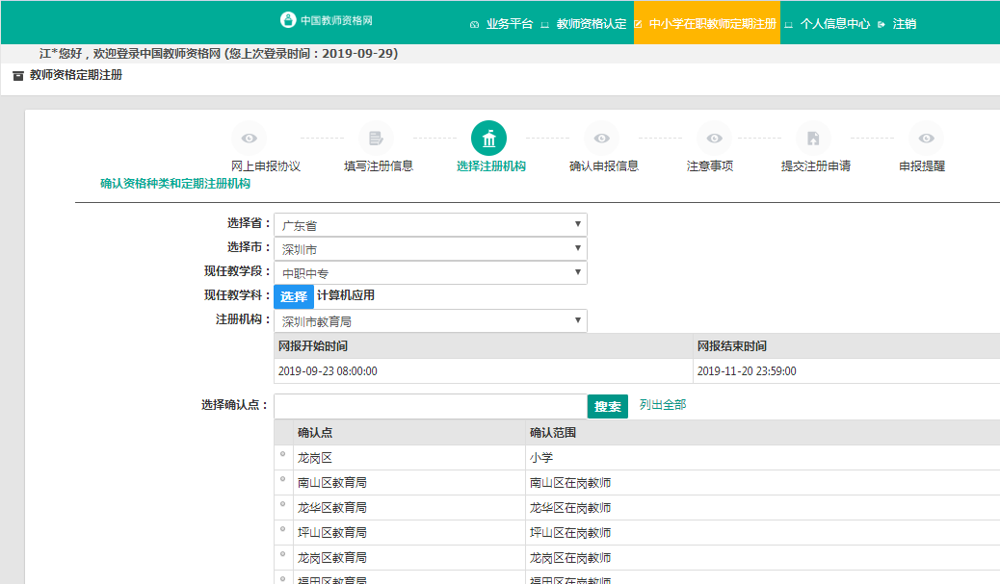 中国教师资格网 业务平台 教师资格认定 中小学在职教师定期注册 个人信息中心 注销
江*您好，欢迎登录中国教师资格网 (您上次登录时间：2019-09-29)
教师资格定期注册
网上申报协议 填写注册信息 选择注册机构 确认申报信息 注意事项 提交注册申请 申报提醒
确认资格种类和定期注册机构
选择省： 广东省
选择市： 深圳市
现任教学段： 中职中专
现任教学科： 选择 计算机应用
注册机构： 深圳市教育局
网报开始时间 网报结束时间
2019-09-23 08:00:00 2019-11-20 23:59:00
选择确认点： 搜索 列出全部
确认点 确认范围
龙岗区 小学
南山区教育局 南山区在岗教师
龙华区教育局 龙华区在岗教师
坪山区教育局 坪山区在岗教师
龙岗区教育局 龙岗区在岗教师
福田区教育局 福田区在岗教师